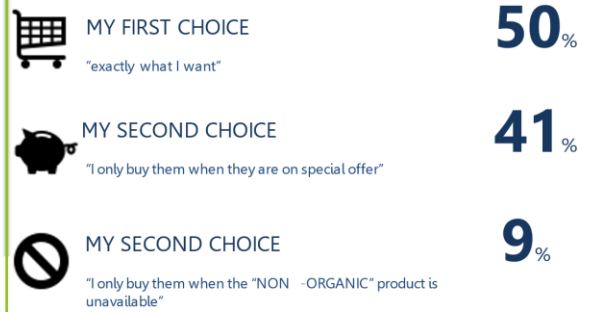 MY FIRST CHOICE
50%
"exactly what I want"
MY SECOND CHOICE
41%
"I only buy them when they are on special offer"
MY SECOND CHOICE
9%
"I only buy them when the "NON -ORGANIC" product is
unavailable"